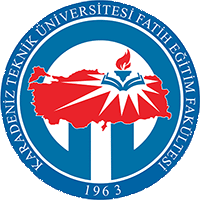 KARADENİZ TEKNİK ÜNİVERSİTESİ FATİH EĞİTİM FAKÜLTESİ
1963